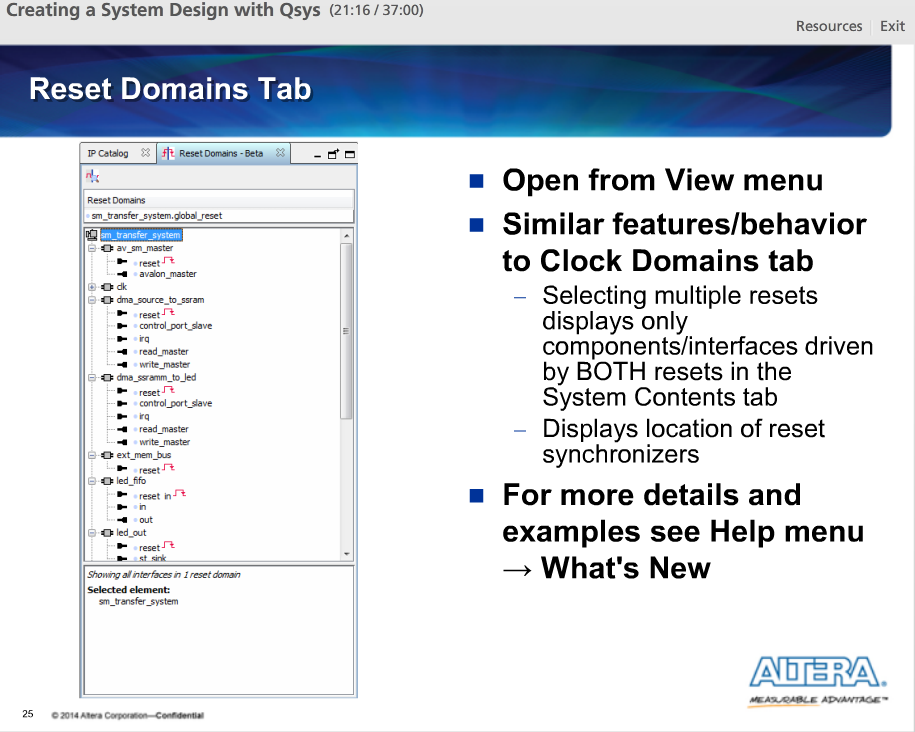 Creating a System Design with Qsys (21:16 / 37:00)
Resources Exit
Reset Domains Tab
IP Catalog Reset Domains - Beta
Reset Domains
sm_transfer_system.global_reset
sm_transfer_system
av_sm_master
reset
avalon_master
clk
dma_source_to_ssram
reset
control_port_slave
irq
read_master
write_master
dma_ssramm_to_led
reset
control_port_slave
irq
read_master
write_master
ext_mem_bus
reset
led_fifo
reset_in
in
out
led_out
reset
st_sink
Showing all interfaces in 1 reset domain
Selected element:
sm_transfer_system
Open from View menu
Similar features/behavior
to Clock Domains tab
– Selecting multiple resets
displays only
components/interfaces driven
by BOTH resets in the
System Contents tab
– Displays location of reset
synchronizers
For more details and
examples see Help menu
→ What's New
ALTERA.
MEASURABLE ADVANTAGE™
25 © 2014 Altera Corporation—Confidential